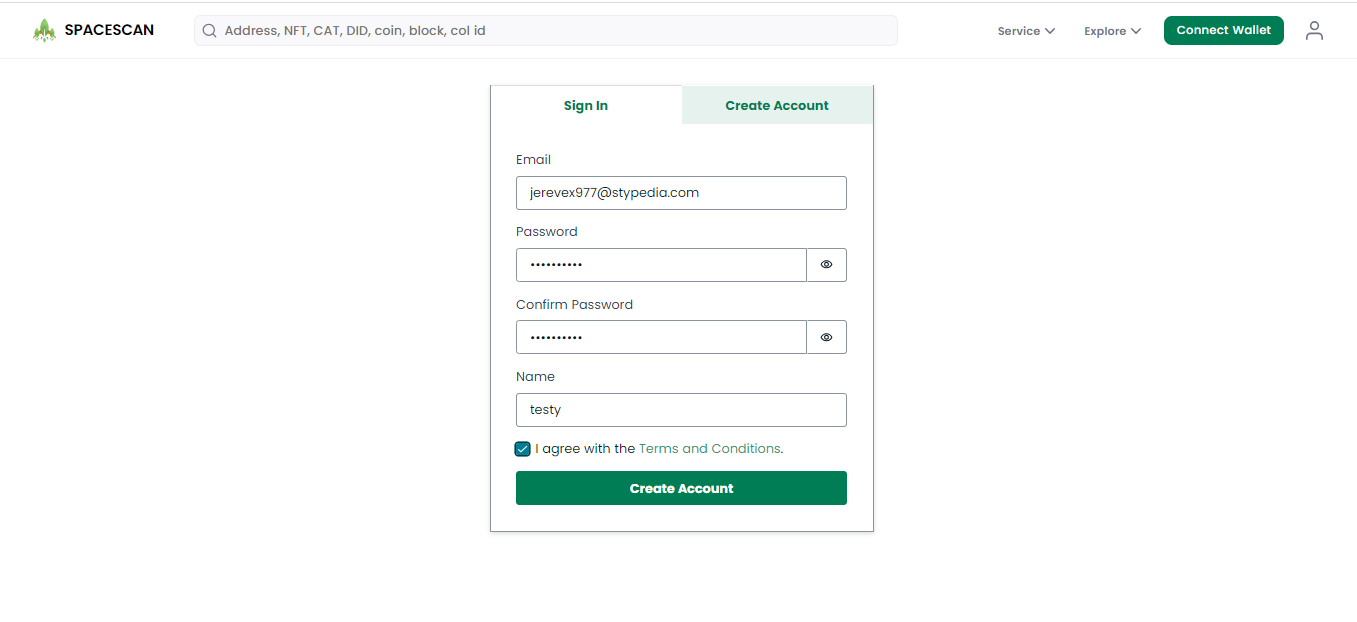 SPACESCAN
Address, NFT, CAT, DID, coin, block, col id
Service
Explore
Connect Wallet
Sign In
Create Account
Email
jerevex977@stypedia.com
Password
••••••••••
Confirm Password
••••••••••
Name
testy
I agree with the Terms and Conditions.
Create Account